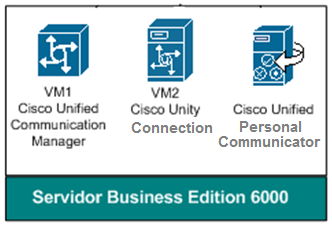 VM1
Cisco Unified
Communication
Manager
VM2
Cisco Unity
Connection
Cisco Unified
Personal
Communicator
Servidor Business Edition 6000